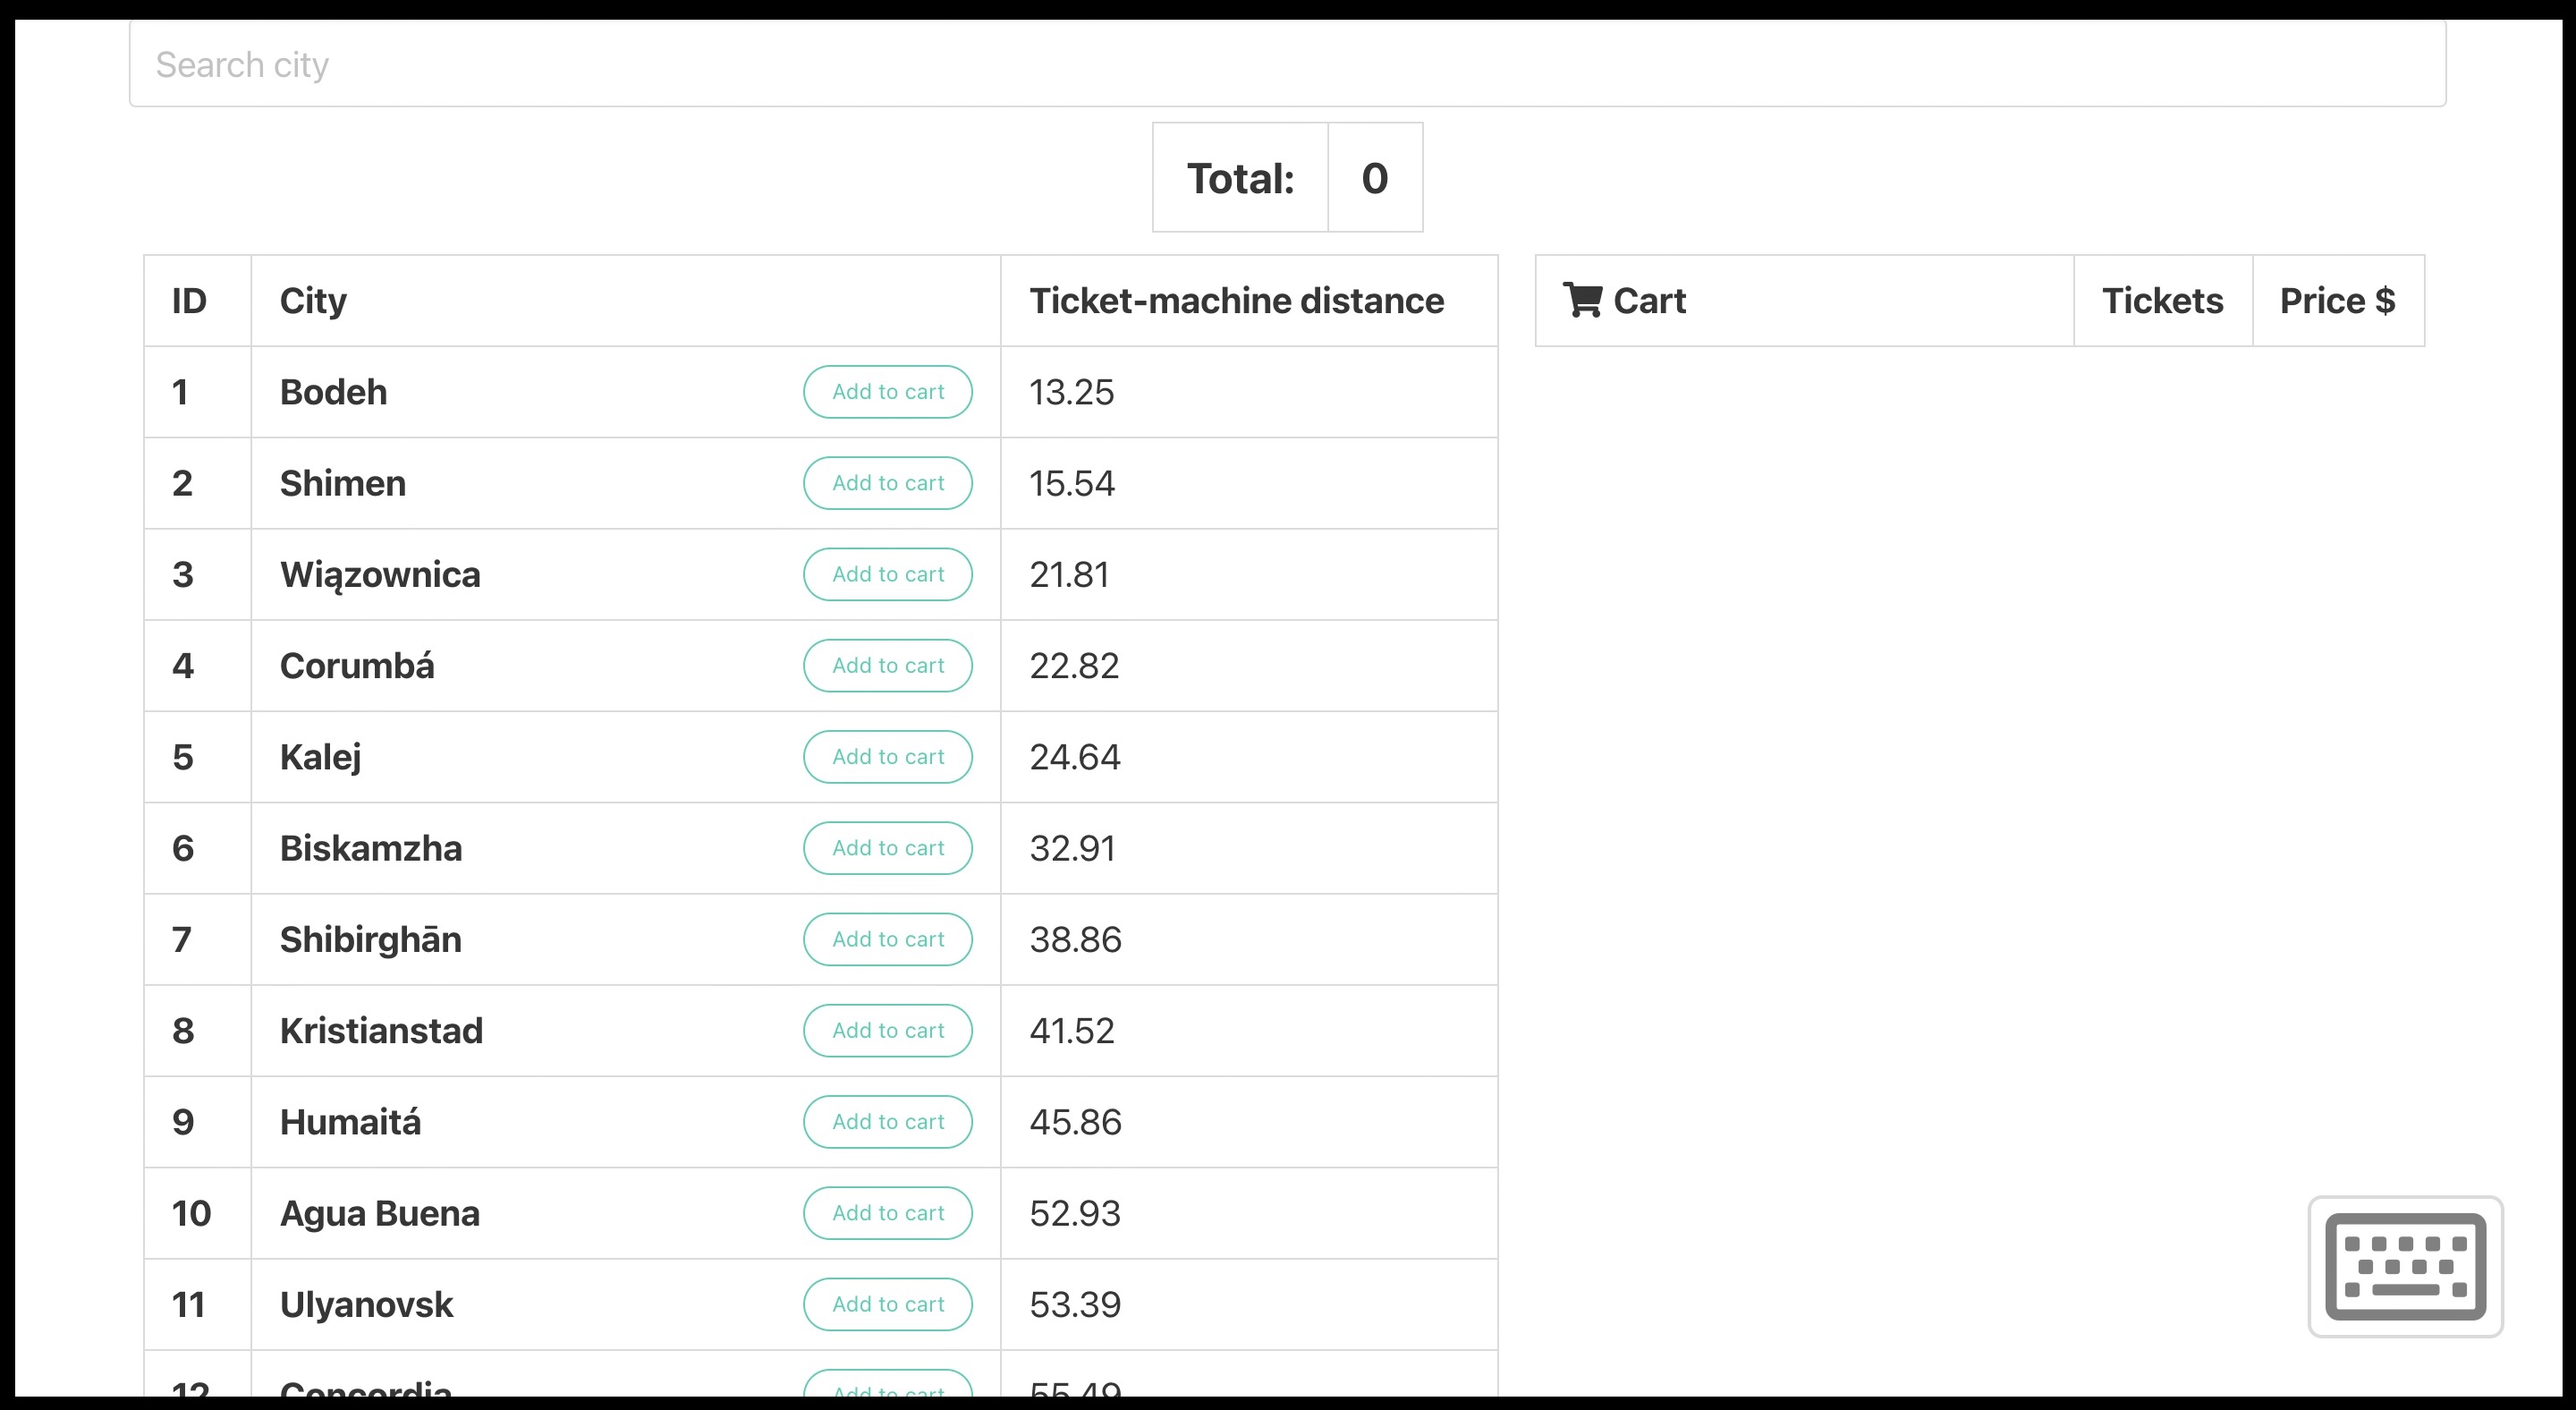 Search city
Total: 0
ID City Ticket-machine distance
Cart Tickets Price $
1 Bodeh Add to cart 13.25
2 Shimen Add to cart 15.54
3 Wiązownica Add to cart 21.81
4 Corumbá Add to cart 22.82
5 Kalej Add to cart 24.64
6 Biskamzha Add to cart 32.91
7 Shibirghān Add to cart 38.86
8 Kristianstad Add to cart 41.52
9 Humaitá Add to cart 45.86
10 Agua Buena Add to cart 52.93
11 Ulyanovsk Add to cart 53.39
12 Concordia Add to cart 55.49